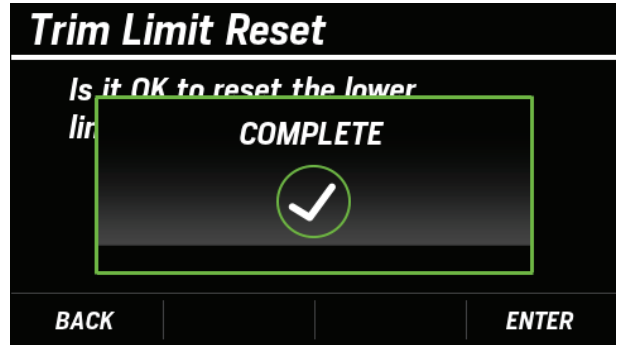 Trim Limit Reset
Is it OK to reset the lower
COMPLETE
BACK
ENTER